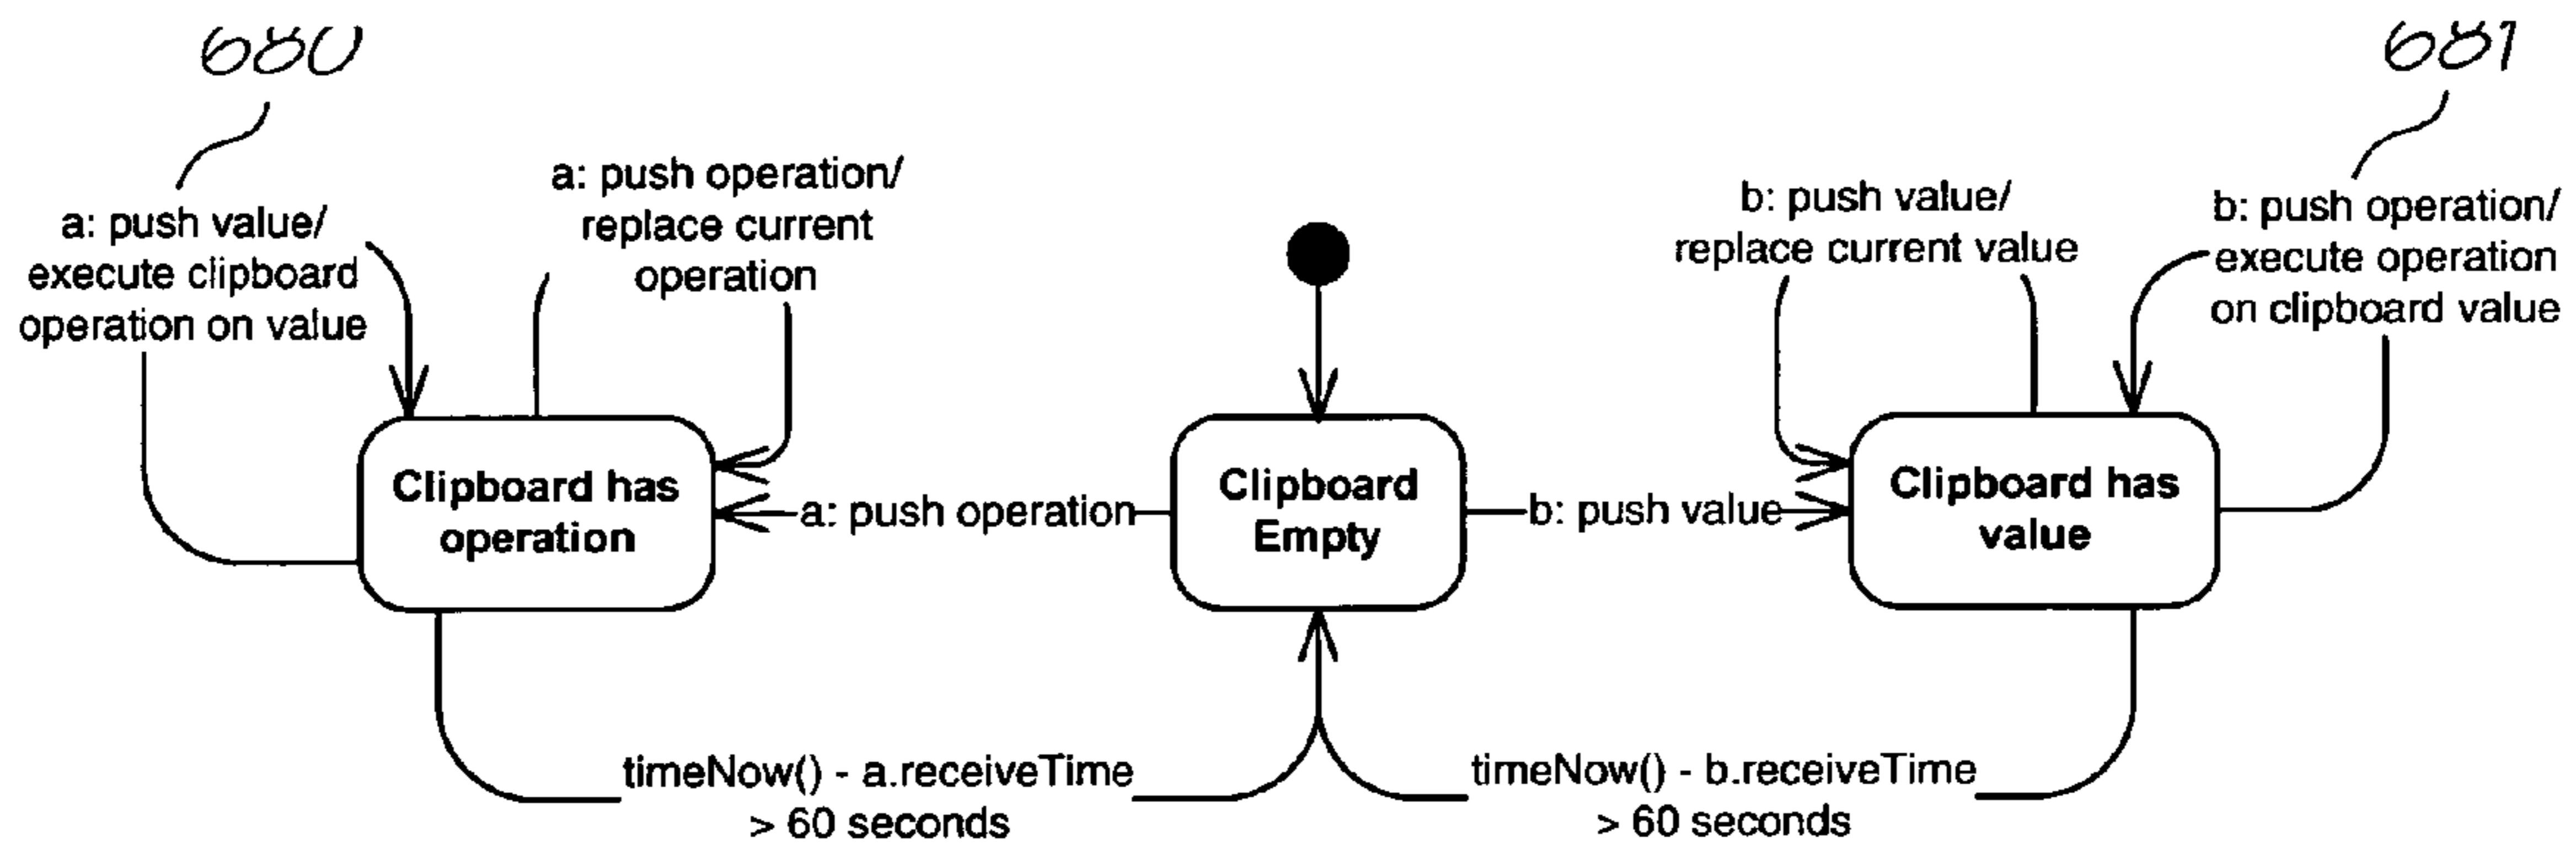 680
681
a: push value/
execute clipboard
operation on value
a: push operation/
replace current
operation
b: push value/
replace current value
b: push operation/
execute operation
on clipboard value
Clipboard has
operation
a: push operation
Clipboard
Empty
b: push value
Clipboard has
value
timeNow() - a.receiveTime
> 60 seconds
timeNow() - b.receiveTime
> 60 seconds